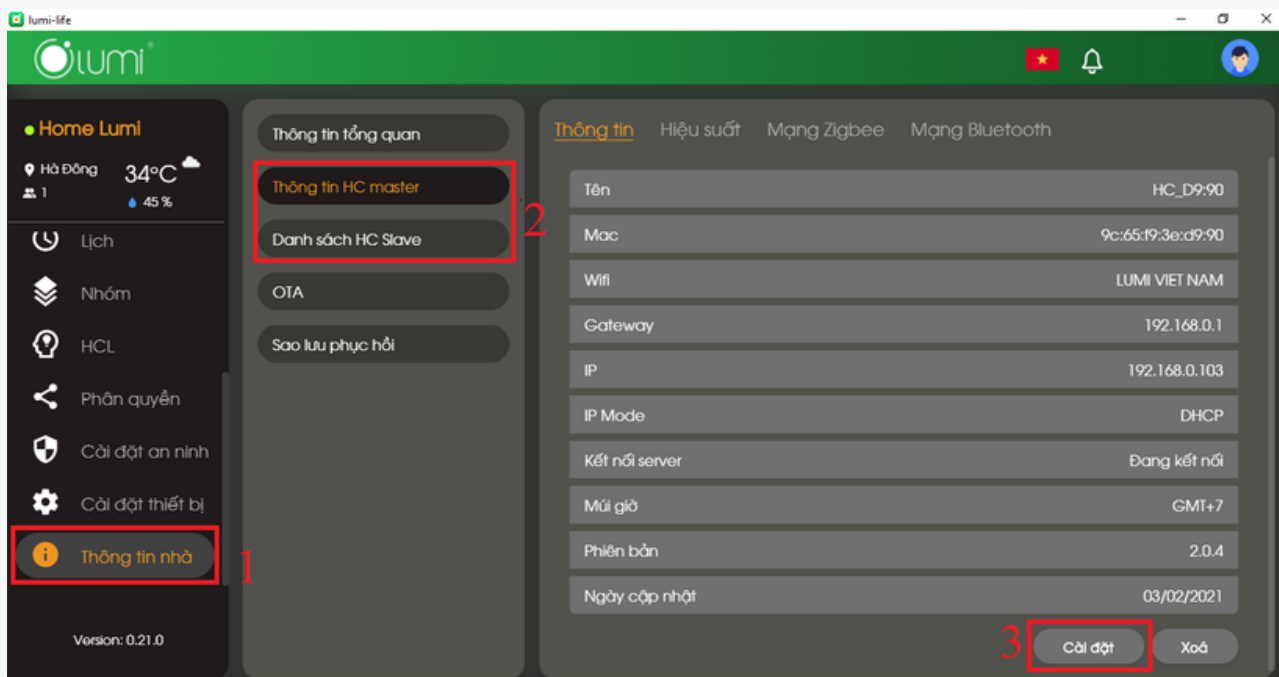 lumi-life
lumi
Home Lumi
Hà Đông
34°C
1
45 %
Lịch
Nhóm
HCL
Phân quyền
Cài đặt an ninh
Cài đặt thiết bị
Thông tin nhà
1
Version: 0.21.0
Thông tin tổng quan
Thông tin HC master
Danh sách HC Slave
2
OTA
Sao lưu phục hồi
Thông tin Hiệu suất Mạng Zigbee Mạng Bluetooth
Tên HC_D9:90
Mac 9c:65:f9:3e:d9:90
Wifi LUMI VIET NAM
Gateway 192.168.0.1
IP 192.168.0.103
IP Mode DHCP
Kết nối server Đang kết nối
Múi giờ GMT+7
Phiên bản 2.0.4
Ngày cập nhật 03/02/2021
3 Cài đặt Xoá